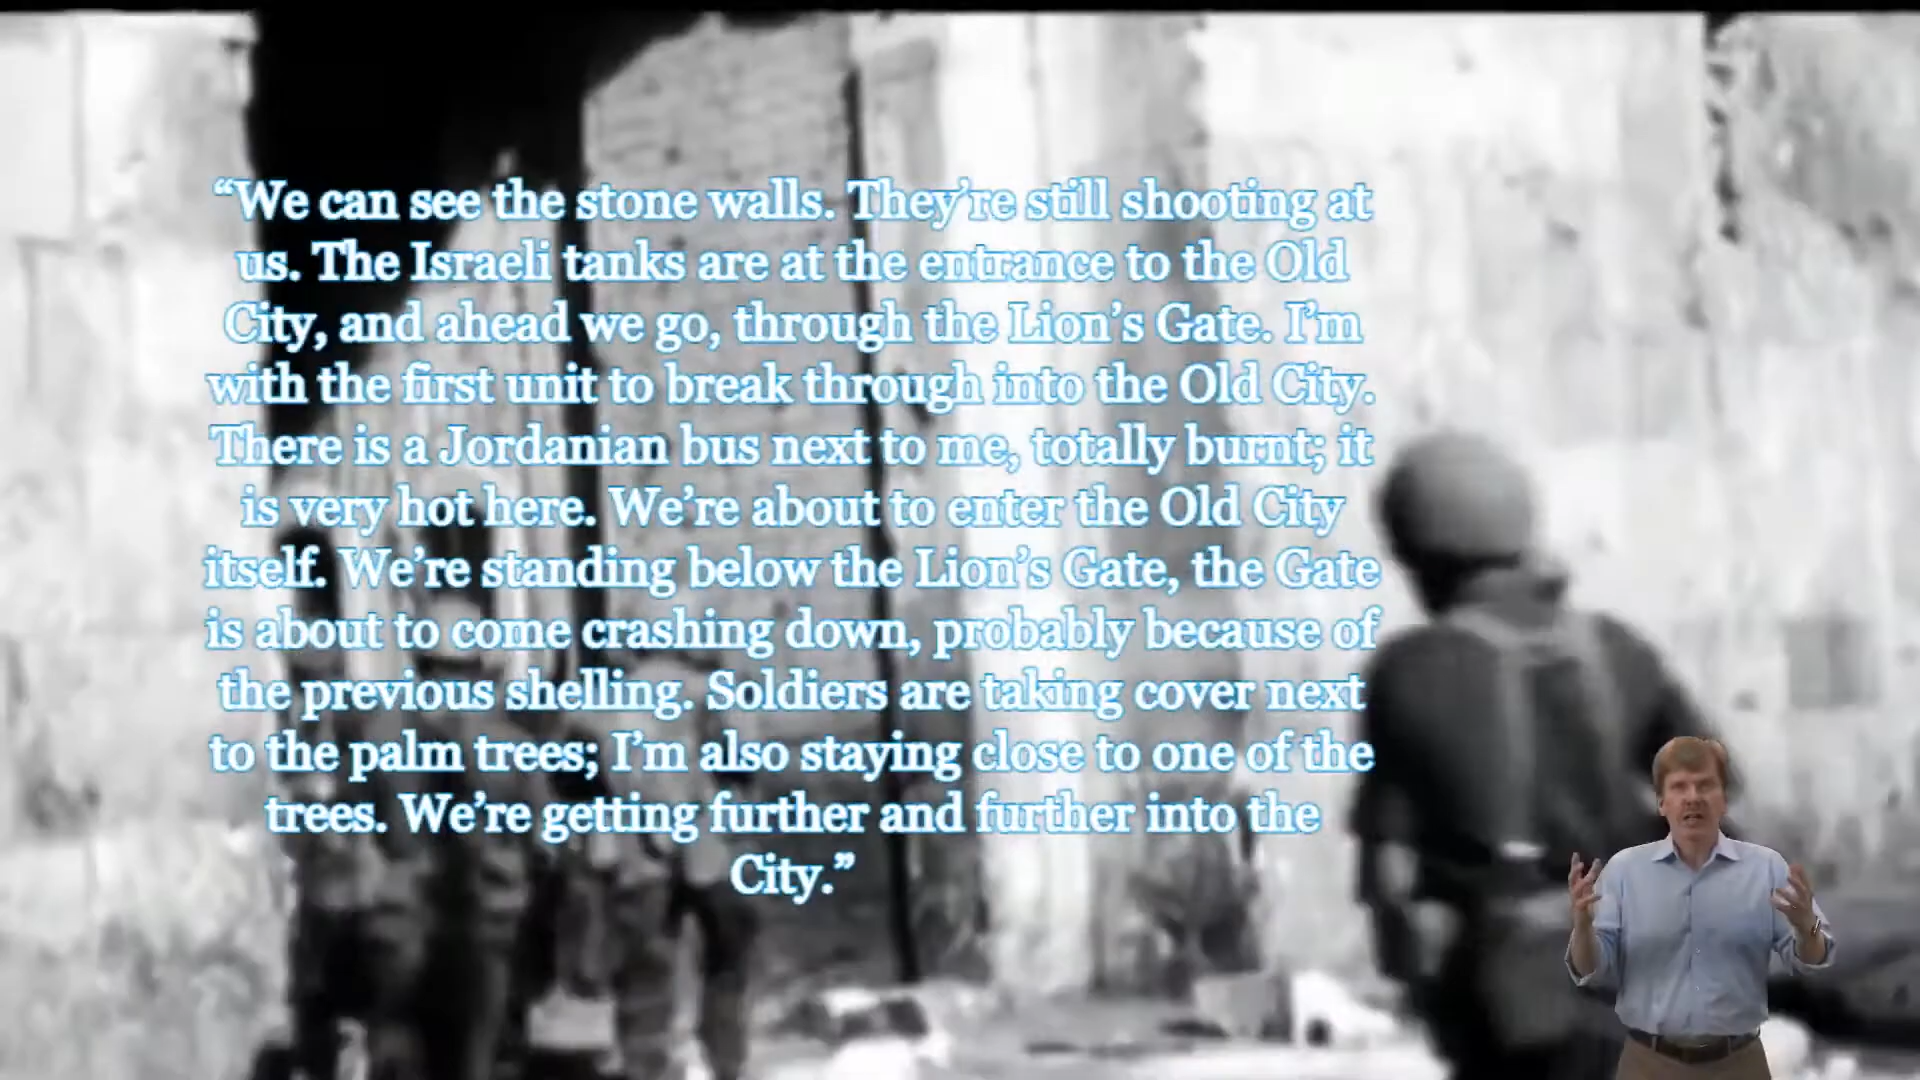 “We can see the stone walls. They’re still shooting at
us. The Israeli tanks are at the entrance to the Old
City, and ahead we go, through the Lion’s Gate. I’m
with the first unit to break through into the Old City.
There is a Jordanian bus next to me, totally burnt; it
is very hot here. We’re about to enter the Old City
itself. We’re standing below the Lion’s Gate, the Gate
is about to come crashing down, probably because of
the previous shelling. Soldiers are taking cover next
to the palm trees; I’m also staying close to one of the
trees. We’re getting further and further into the
City.”